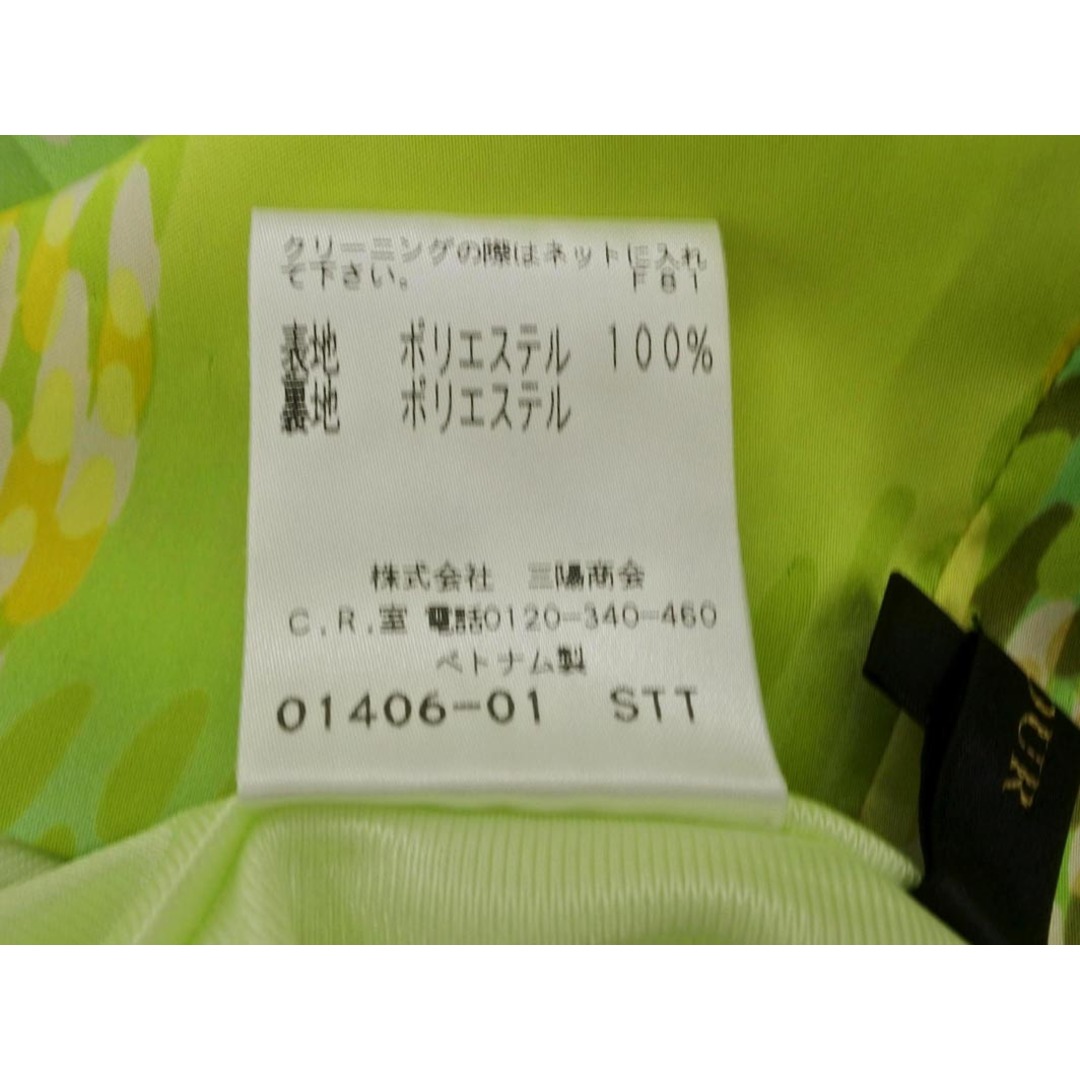 クリーニングの際はネットに入れ
て下さい。 F81
表地 ポリエステル 100%
裏地 ポリエステル
株式会社 三陽商会
C.R.室 電話0120-340-460
ベトナム製
01406-01 STT